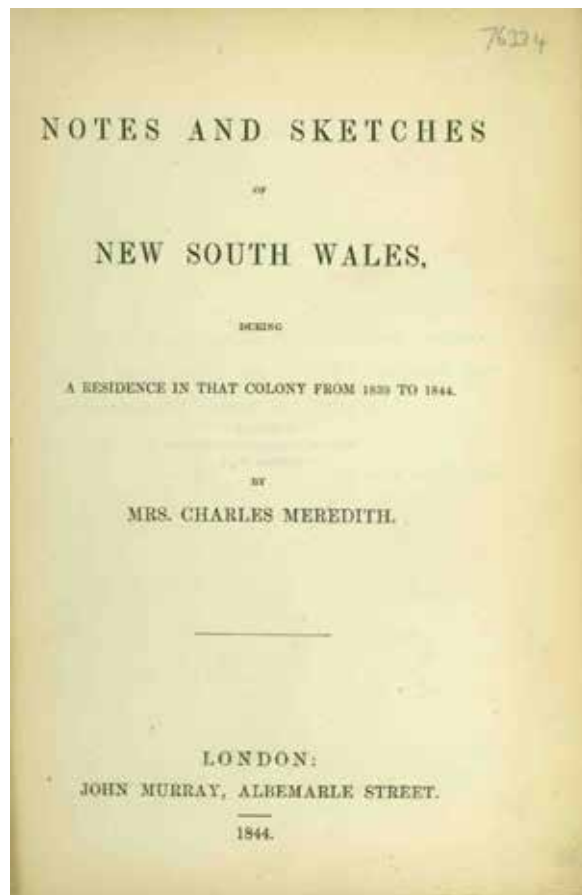 76334
NOTES AND SKETCHES
OF
NEW SOUTH WALES,
DURING
A RESIDENCE IN THAT COLONY FROM 1839 TO 1844.
BY
MRS. CHARLES MEREDITH.
LONDON:
JOHN MURRAY, ALBEMARLE STREET.
1844.